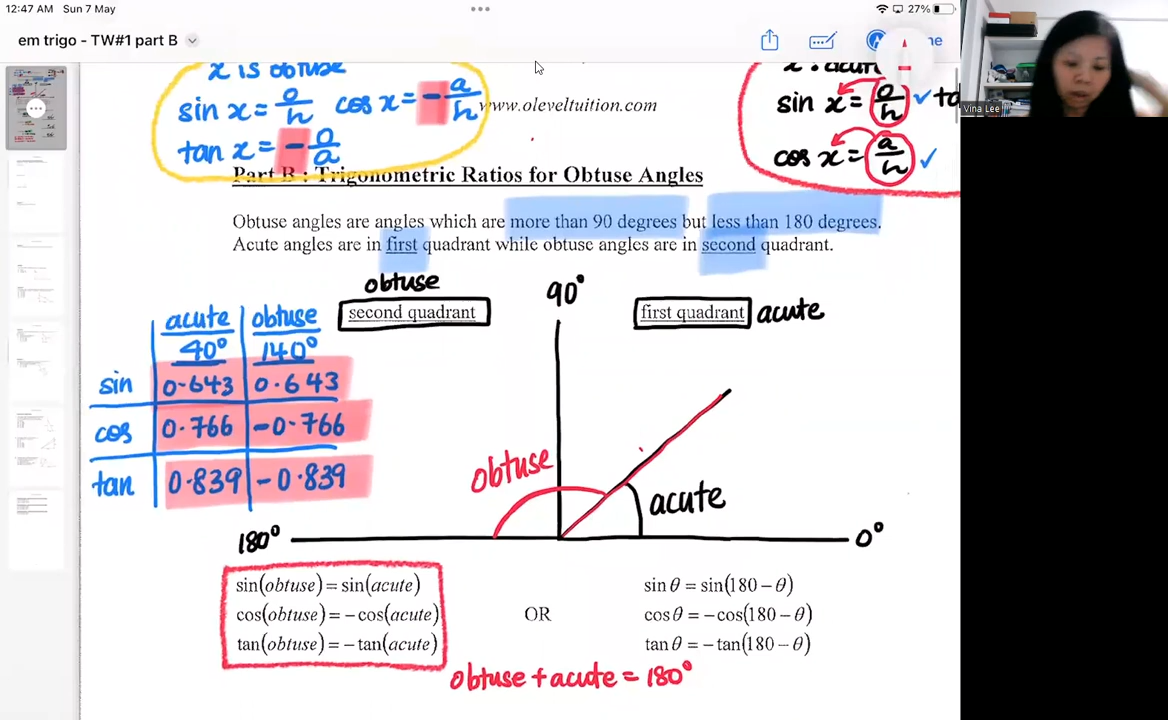 12:47 AM Sun 7 May
27%
em trigo - TW#1 part B
x is obtuse
sin x = o/h cos x = - a/h
tan x = - o/a
www.oleveltuition.com
x : acute
sin x = o/h ✓
cos x = a/h ✓
Vina Lee
Part B : Trigonometric Ratios for Obtuse Angles
Obtuse angles are angles which are more than 90 degrees but less than 180 degrees.
Acute angles are in first quadrant while obtuse angles are in second quadrant.
obtuse
second quadrant
90°
first quadrant acute
acute obtuse
40° 140°
sin 0.643 0.643
cos 0.766 -0.766
tan 0.839 -0.839
obtuse
acute
180°
0°
sin(obtuse) = sin(acute)
cos(obtuse) = -cos(acute)
tan(obtuse) = -tan(acute)
OR
sin θ = sin(180 - θ)
cos θ = -cos(180 - θ)
tan θ = -tan(180 - θ)
obtuse + acute = 180°